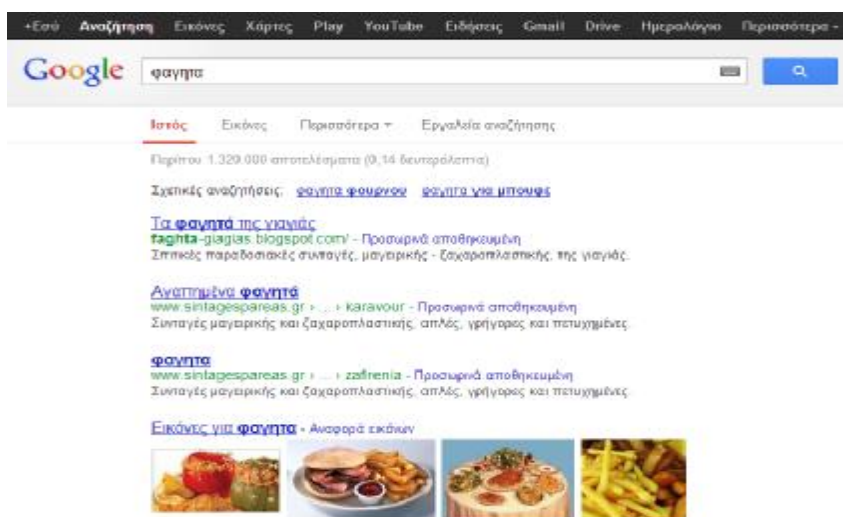 +Εσύ Αναζήτηση Εικόνες Χάρτες Play YouTube Ειδήσεις Gmail Drive Ημερολόγιο Περισσότερα
Google φαγητα
Ιστός Εικόνες Περισσότερα Εργαλεία αναζήτησης
Περίπου 1.320.000 αποτελέσματα (0,14 δευτερόλεπτα)
Σχετικές αναζητήσεις: φαγητα φουρνου φαγητα για μπουφε
Τα φαγητά της γιαγιάς
faghta-giagias.blogspot.com/ - Προσωρινά αποθηκευμένη
Σπιτικές παραδοσιακές συνταγές, μαγειρικής - ζαχαροπλαστικής, της γιαγιάς.
Αγαπημένα φαγητά
www.sintagespareas.gr › ... › karavour - Προσωρινά αποθηκευμένη
Συνταγές μαγειρικής και ζαχαροπλαστικής, απλές, γρήγορες και πετυχημένες.
φαγητα
www.sintagespareas.gr › ... › zafirenia - Προσωρινά αποθηκευμένη
Συνταγές μαγειρικής και ζαχαροπλαστικής, απλές, γρήγορες και πετυχημένες.
Εικόνες για φαγητα - Αναφορά εικόνων